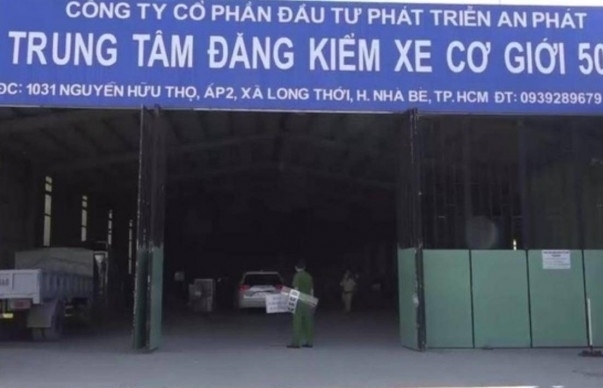 CÔNG TY CỔ PHẦN ĐẦU TƯ PHÁT TRIỂN AN PHÁT
TRUNG TÂM ĐĂNG KIỂM XE CƠ GIỚI 50
ĐC: 1031 NGUYỄN HỮU THỌ, ẤP2, XÃ LONG THỚI, H. NHÀ BÈ, TP.HCM ĐT: 0939289679